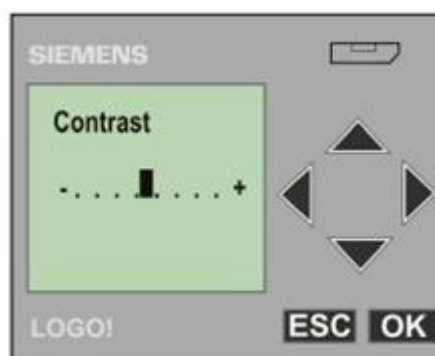 SIEMENS
Contrast
- . . . . . . . . +
LOGO!
ESC OK